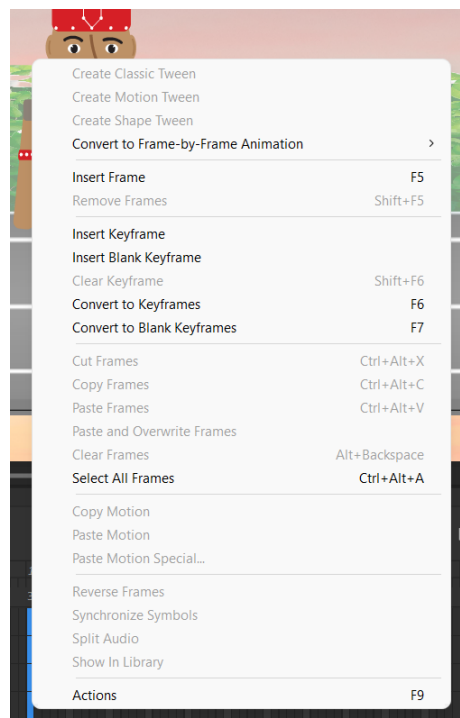 Create Classic Tween
Create Motion Tween
Create Shape Tween
Convert to Frame-by-Frame Animation
Insert Frame F5
Remove Frames Shift+F5
Insert Keyframe
Insert Blank Keyframe
Clear Keyframe Shift+F6
Convert to Keyframes F6
Convert to Blank Keyframes F7
Cut Frames Ctrl+Alt+X
Copy Frames Ctrl+Alt+C
Paste Frames Ctrl+Alt+V
Paste and Overwrite Frames
Clear Frames Alt+Backspace
Select All Frames Ctrl+Alt+A
Copy Motion
Paste Motion
Paste Motion Special...
Reverse Frames
Synchronize Symbols
Split Audio
Show In Library
Actions F9